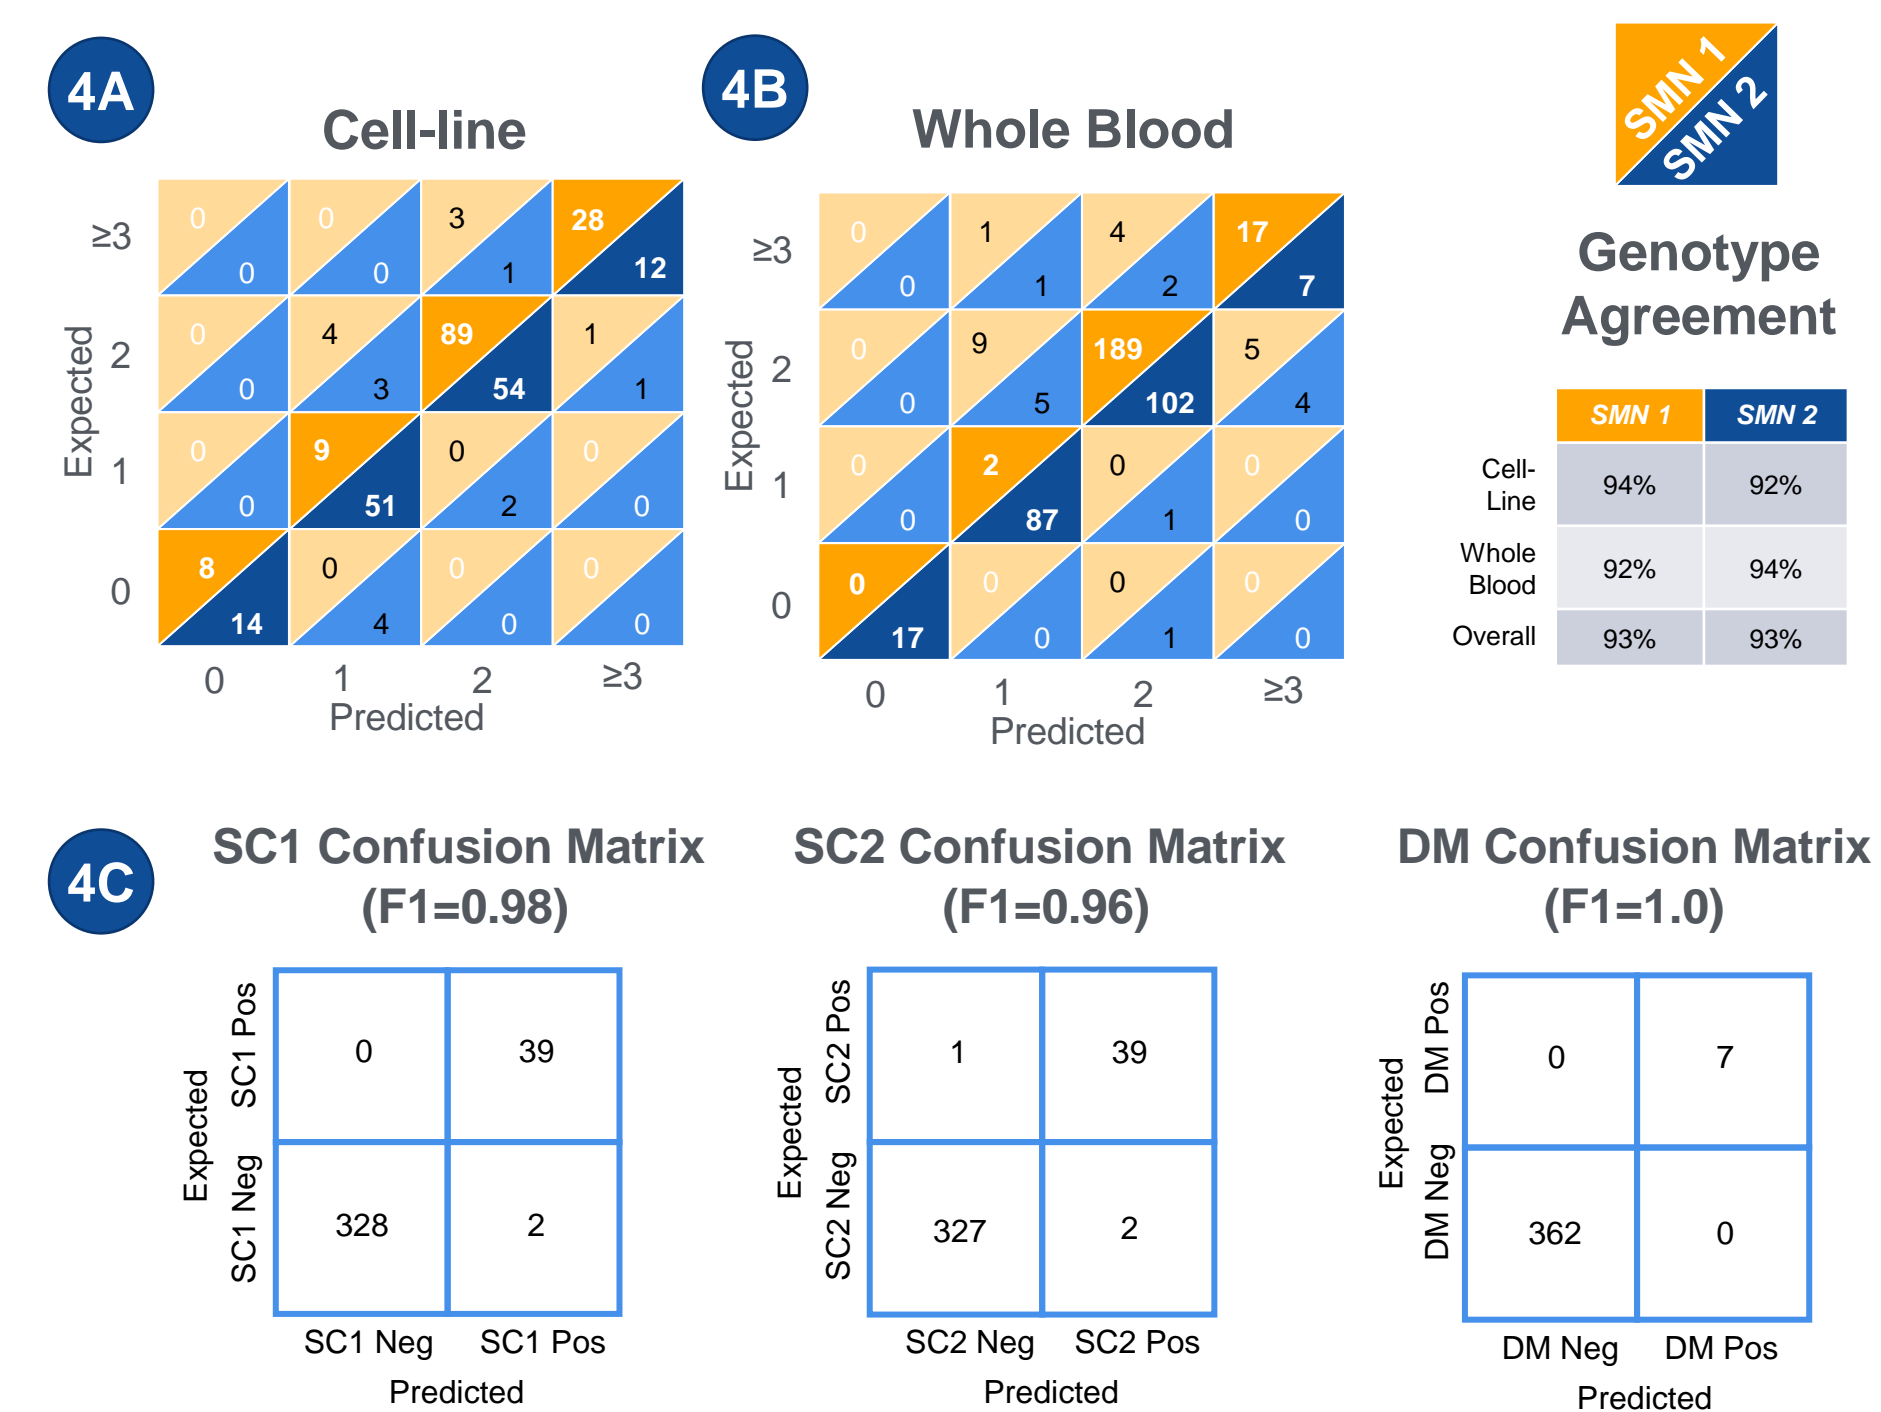 4A
Cell-line
≥3
0 0 3 28
0 0 1 12
2
0 4 89 1
0 3 54 1
1
0 9 0 0
0 51 2 0
0
8 0 0 0
14 4 0 0
Expected
0 1 2 ≥3
Predicted
4B
Whole Blood
≥3
0 1 4 17
0 1 2 7
2
0 9 189 5
0 5 102 4
1
0 2 0 0
0 87 1 0
0
0 0 0 0
17 0 1 0
Expected
0 1 2 ≥3
Predicted
SMN 1
SMN 2
Genotype
Agreement
SMN 1 SMN 2
Cell-
Line
94% 92%
Whole
Blood
92% 94%
Overall 93% 93%
4C
SC1 Confusion Matrix
(F1=0.98)
Expected
SC1 Pos
0 39
SC1 Neg
328 2
SC1 Neg SC1 Pos
Predicted
SC2 Confusion Matrix
(F1=0.96)
Expected
SC2 Pos
1 39
SC2 Neg
327 2
SC2 Neg SC2 Pos
Predicted
DM Confusion Matrix
(F1=1.0)
Expected
DM Pos
0 7
DM Neg
362 0
DM Neg DM Pos
Predicted